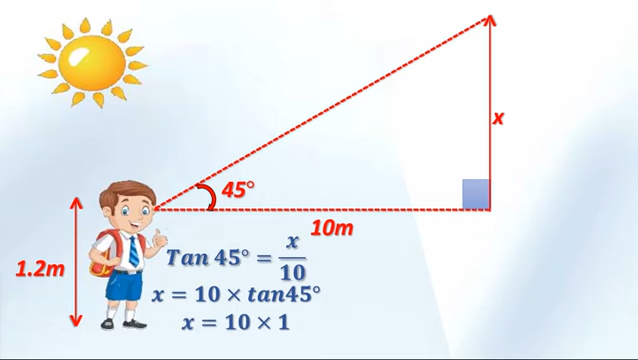 x
45°
10m
1.2m
Tan 45° = x/10
x = 10 × tan45°
x = 10 × 1